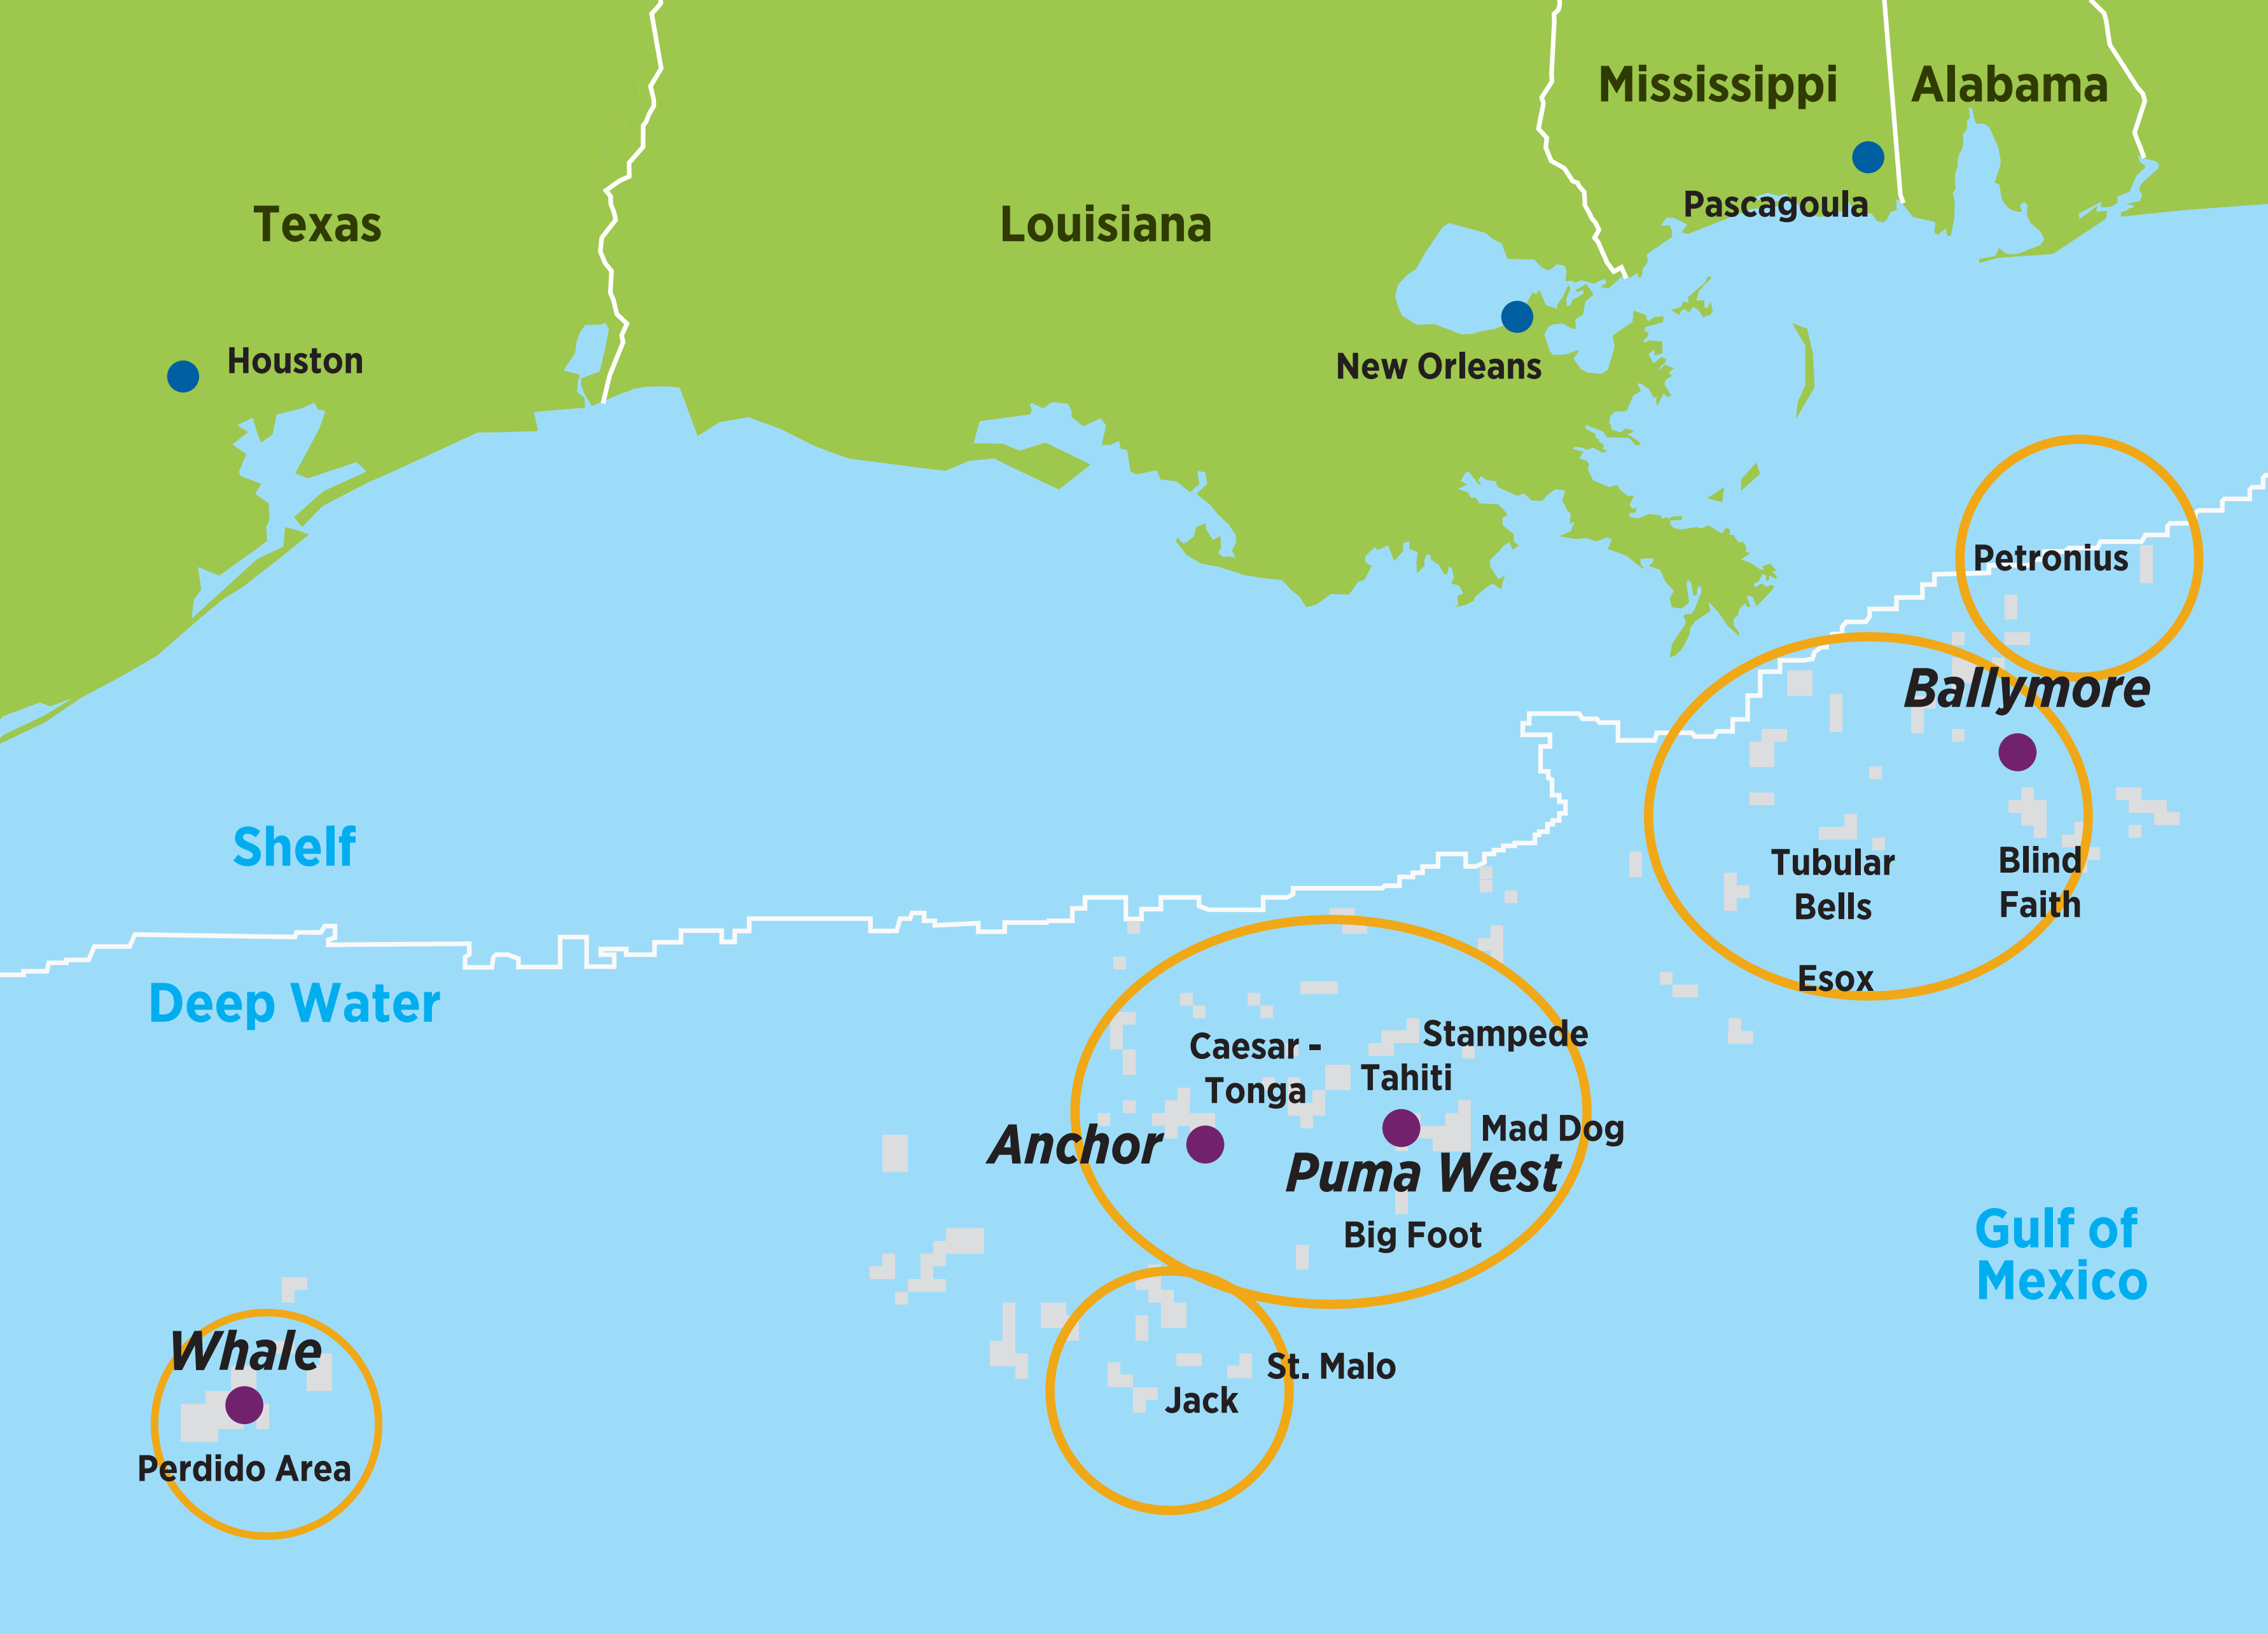 Mississippi
Alabama
Pascagoula
Texas
Louisiana
Houston
New Orleans
Petronius
Ballymore
Shelf
Tubular
Bells
Blind
Faith
Esox
Deep Water
Caesar -
Tonga
Stampede
Tahiti
Mad Dog
Anchor
Puma West
Big Foot
Gulf of
Mexico
Whale
St. Malo
Jack
Perdido Area